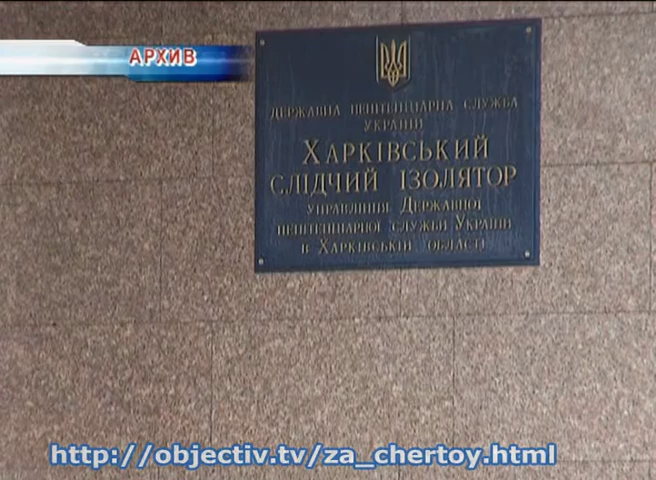 АРХИВ
ДЕРЖАВНА ПЕНІТЕНЦІАРНА СЛУЖБА
УКРАЇНИ
ХАРКІВСЬКИЙ
СЛІДЧИЙ ІЗОЛЯТОР
УПРАВЛІННЯ ДЕРЖАВНОЇ
ПЕНІТЕНЦІАРНОЇ СЛУЖБИ УКРАЇНИ
В ХАРКІВСЬКІЙ ОБЛАСТІ
http://objectiv.tv/za_chertoy.html